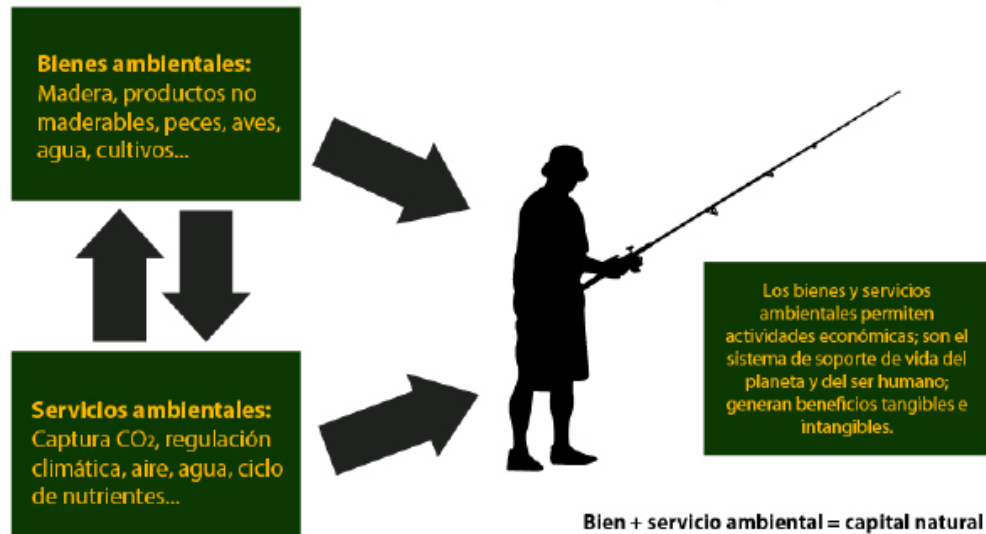 Bienes ambientales:
Madera, productos no
maderables, peces, aves,
agua, cultivos...
Servicios ambientales:
Captura CO₂, regulación
climática, aire, agua, ciclo
de nutrientes...
Los bienes y servicios
ambientales permiten
actividades económicas; son el
sistema de soporte de vida del
planeta y del ser humano;
generan beneficios tangibles e
intangibles.
Bien + servicio ambiental = capital natural